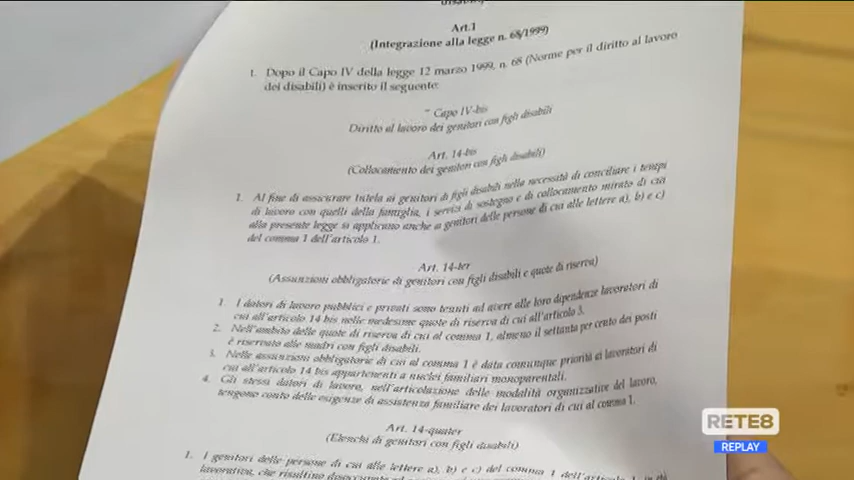 disabili
Art.1
(Integrazione alla legge n. 68/1999)
1. Dopo il Capo IV della legge 12 marzo 1999, n. 68 (Norme per il diritto al lavoro
dei disabili) è inserito il seguente:
" Capo IV-bis
Diritto al lavoro dei genitori con figli disabili
Art. 14-bis
(Collocamento dei genitori con figli disabili)
1. Al fine di assicurare tutela ai genitori di figli disabili nella necessità di conciliare i tempi
di lavoro con quelli della famiglia, i servizi di sostegno e di collocamento mirato di cui
alla presente legge si applicano anche a genitori delle persone di cui alle lettere a), b) e c)
del comma 1 dell'articolo 1.
Art. 14-ter
(Assunzioni obbligatorie di genitori con figli disabili e quote di riserva)
1. I datori di lavoro pubblici e privati sono tenuti ad avere alle loro dipendenze lavoratori di
cui all'articolo 14 bis nelle medesime quote di riserva di cui all'articolo 3.
2. Nell'ambito delle quote di riserva di cui al comma 1, almeno il settanta per cento dei posti
è riservato alle madri con figli disabili.
3. Nelle assunzioni obbligatorie di cui al comma 1 è data comunque priorità ai lavoratori di
cui all'articolo 14 bis appartenenti a nuclei familiari monoparentali.
4. Gli stessi datori di lavoro, nell'articolazione delle modalità organizzative del lavoro,
tengono conto delle esigenze di assistenza familiare dei lavoratori di cui al comma 1.
Art. 14-quater
(Elenchi di genitori con figli disabili)
1. I genitori delle persone di cui alle lettere a), b) e c) del comma 1 dell'articolo 1, in
lavorativa, che risultino
RETE8
REPLAY